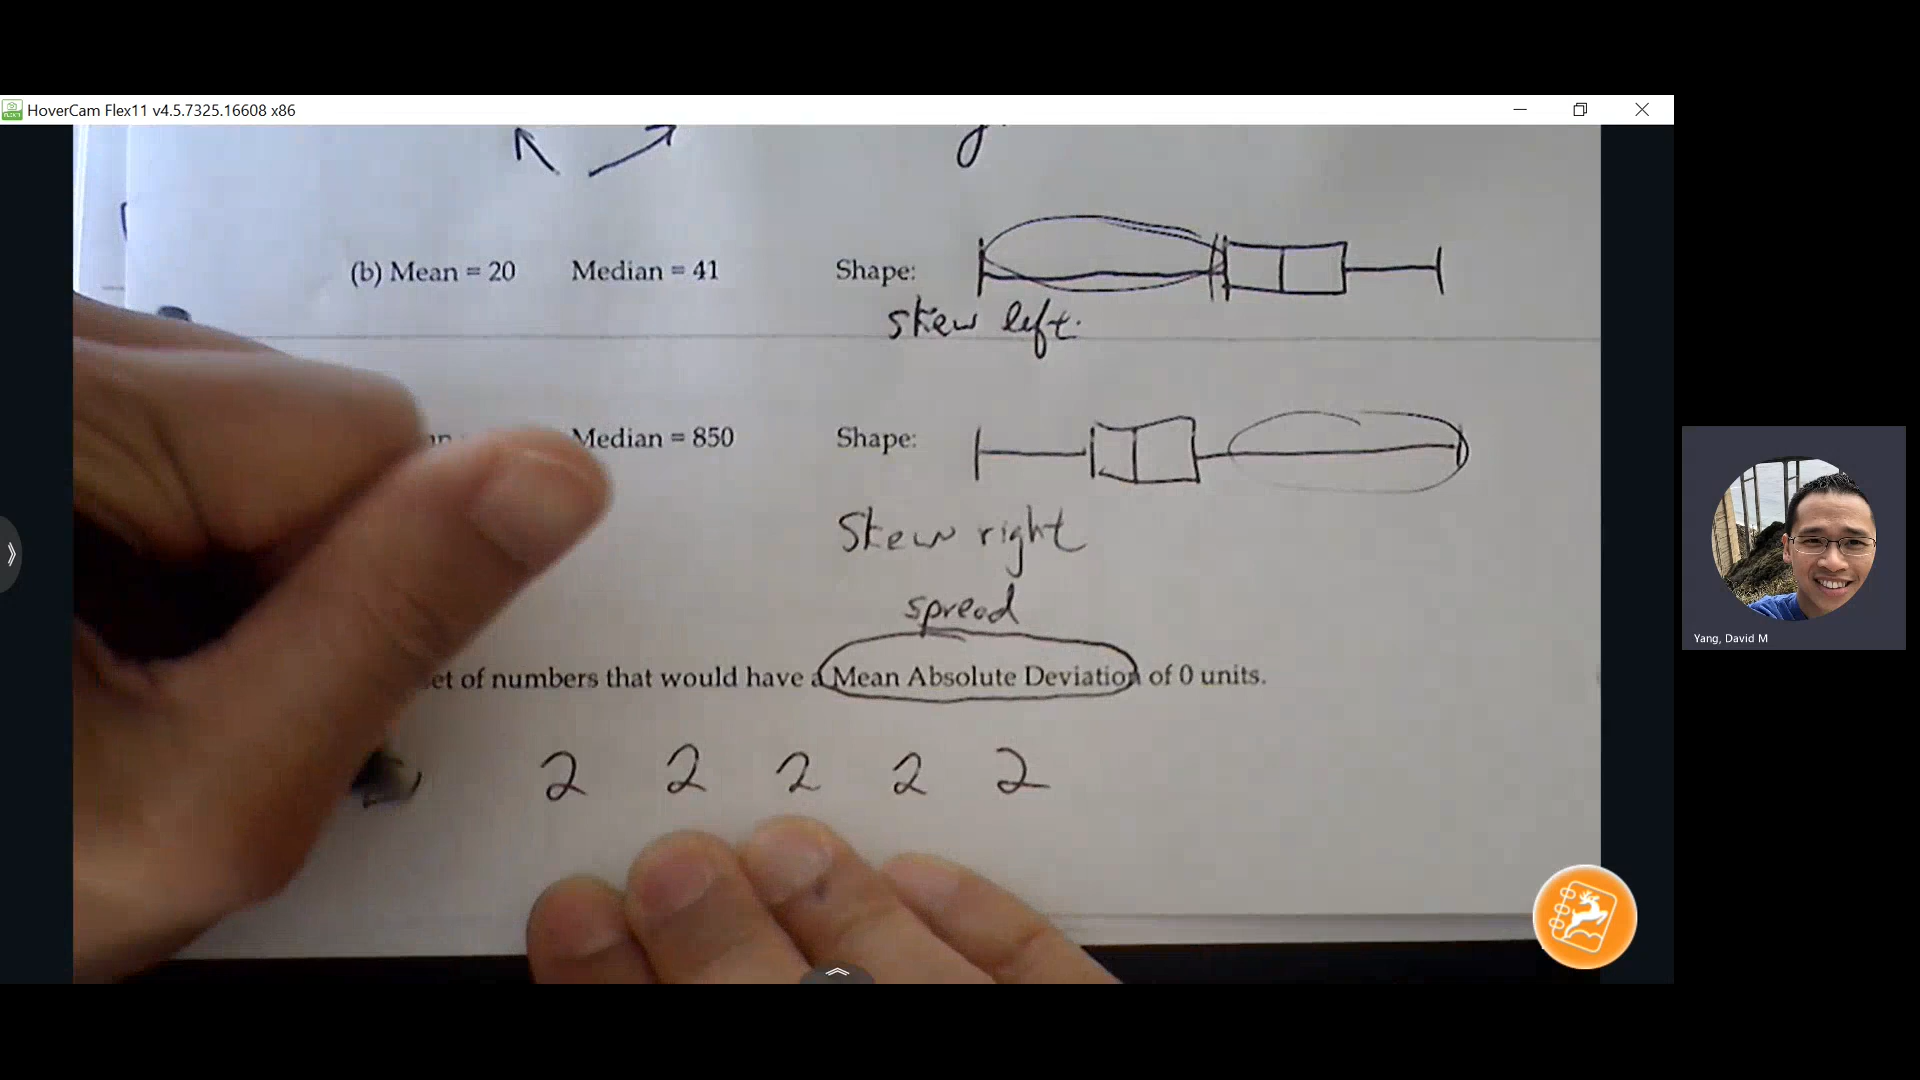 HoverCam Flex11 v4.5.7325.16608 x86
(b) Mean = 20 Median = 41 Shape:
skew left.
Median = 850 Shape:
Skew right
spread
set of numbers that would have a Mean Absolute Deviation of 0 units.
2 2 2 2 2
Yang, David M